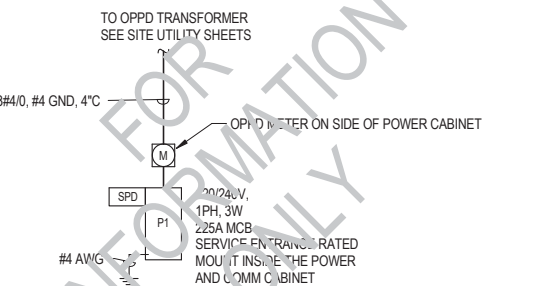 TO OPPD TRANSFORMER
SEE SITE UTILITY SHEETS
3#4/0, #4 GND, 4"C
OPPD METER ON SIDE OF POWER CABINET
M
SPD
P1
120/240V,
1PH, 3W
225A MCB
SERVICE ENTRANCE RATED
MOUNT INSIDE THE POWER
AND COMM CABINET
#4 AWG
FOR
INFORMATION
ONLY